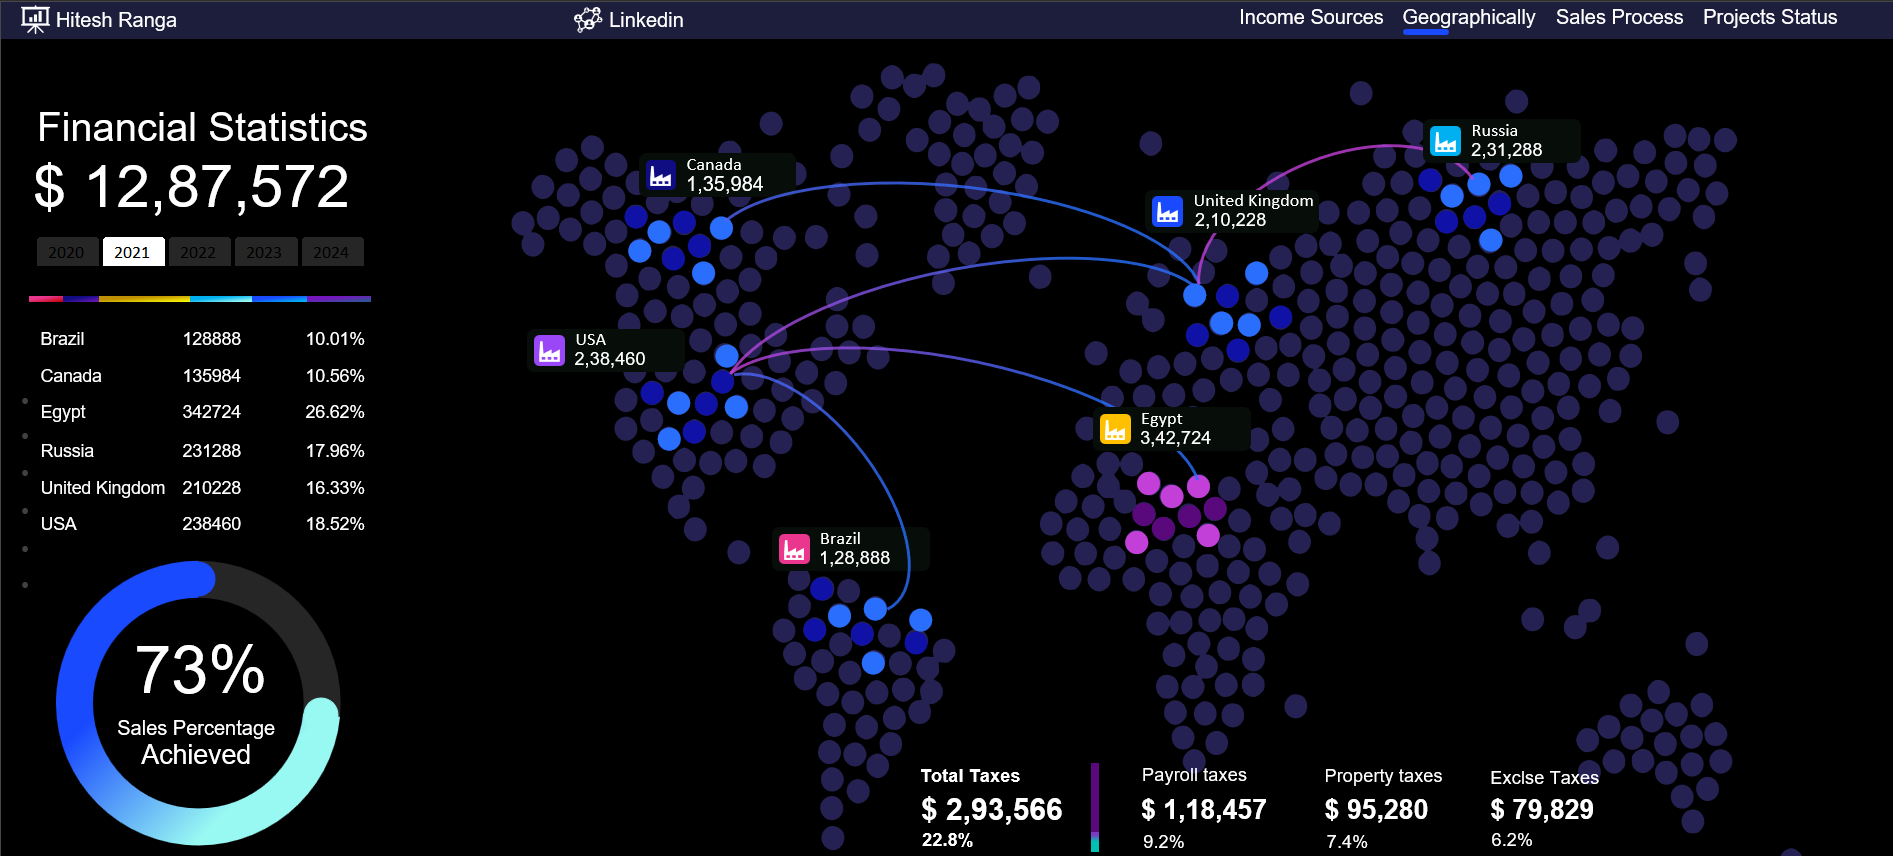 Hitesh Ranga
Linkedin
Income Sources Geographically Sales Process Projects Status
Financial Statistics
$ 12,87,572
2020 2021 2022 2023 2024
Brazil 128888 10.01%
Canada 135984 10.56%
Egypt 342724 26.62%
Russia 231288 17.96%
United Kingdom 210228 16.33%
USA 238460 18.52%
73%
Sales Percentage
Achieved
Canada
1,35,984
Russia
2,31,288
United Kingdom
2,10,228
USA
2,38,460
Egypt
3,42,724
Brazil
1,28,888
Total Taxes
$ 2,93,566
22.8%
Payroll taxes
$ 1,18,457
9.2%
Property taxes
$ 95,280
7.4%
Exclse Taxes
$ 79,829
6.2%